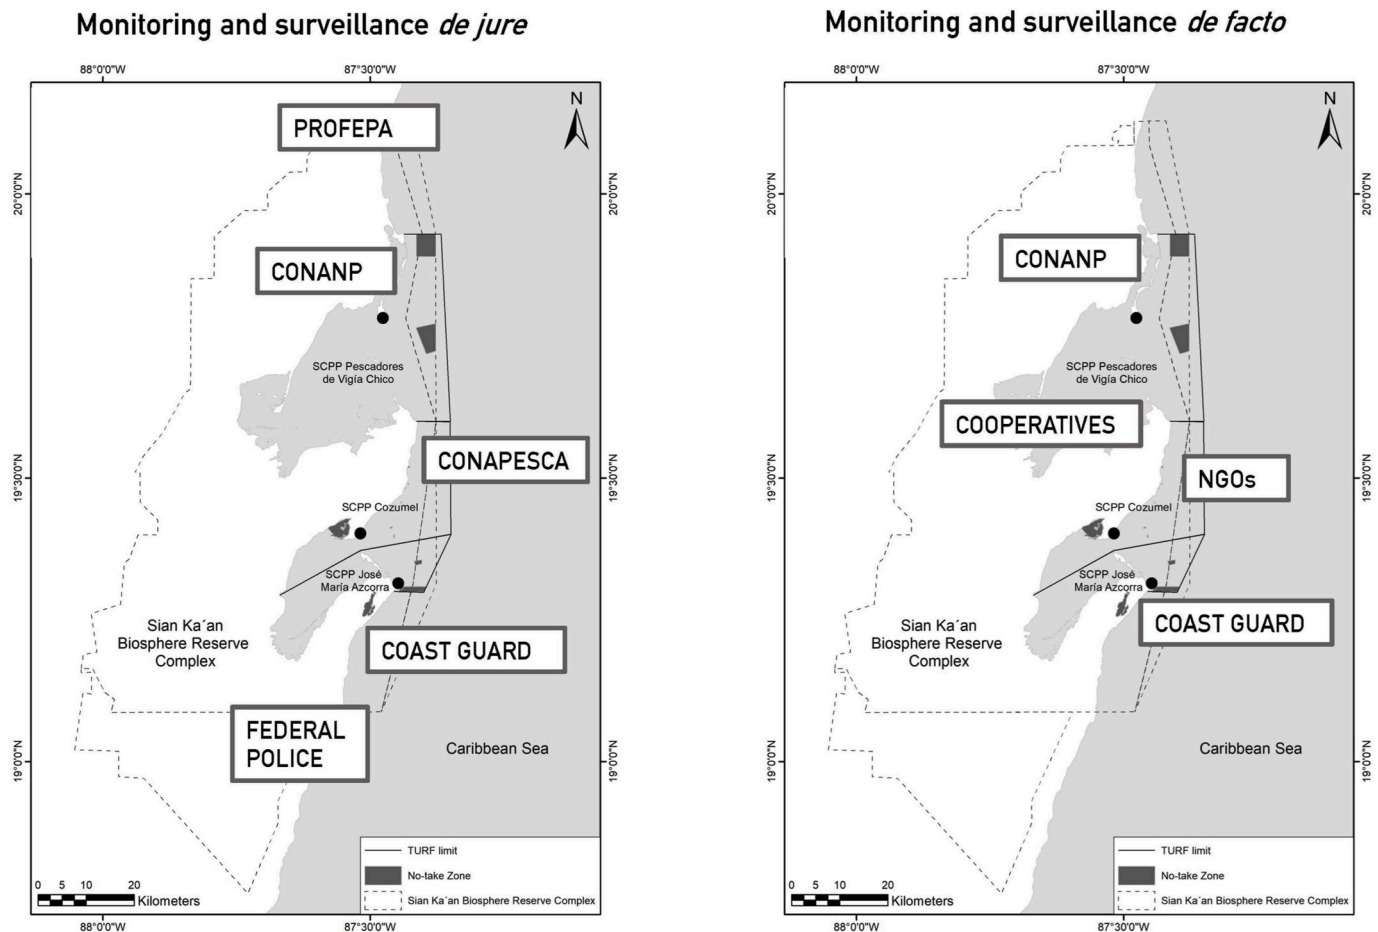 Monitoring and surveillance de jure
88°0'0"W
87°30'0"W
N
PROFEPA
20°0'0"N
20°0'0"N
CONANP
SCPP Pescadores
de Vigía Chico
CONAPESCA
19°30'0"N
19°30'0"N
SCPP Cozumel
SCPP José
María Azcorra
Sian Ka´an
Biosphere Reserve
Complex
COAST GUARD
FEDERAL
POLICE
Caribbean Sea
19°0'0"N
19°0'0"N
TURF limit
No-take Zone
Sian Ka´an Biosphere Reserve Complex
0 5 10 20
Kilometers
88°0'0"W
87°30'0"W
Monitoring and surveillance de facto
88°0'0"W
87°30'0"W
N
20°0'0"N
20°0'0"N
CONANP
SCPP Pescadores
de Vigía Chico
COOPERATIVES
NGOs
19°30'0"N
19°30'0"N
SCPP Cozumel
SCPP José
María Azcorra
Sian Ka´an
Biosphere Reserve
Complex
COAST GUARD
Caribbean Sea
19°0'0"N
19°0'0"N
TURF limit
No-take Zone
Sian Ka´an Biosphere Reserve Complex
0 5 10 20
Kilometers
88°0'0"W
87°30'0"W